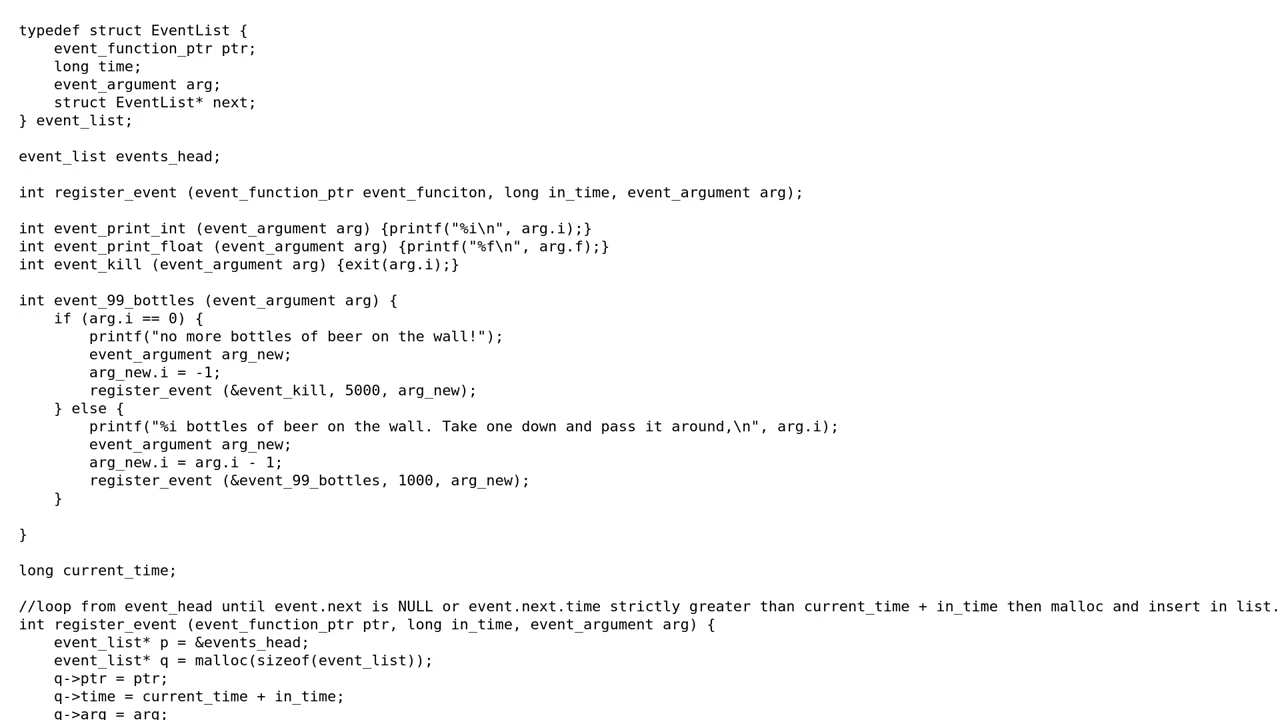 typedef struct EventList {
    event_function_ptr ptr;
    long time;
    event_argument arg;
    struct EventList* next;
} event_list;

event_list events_head;

int register_event (event_function_ptr event_funciton, long in_time, event_argument arg);

int event_print_int (event_argument arg) {printf("%i\n", arg.i);}
int event_print_float (event_argument arg) {printf("%f\n", arg.f);}
int event_kill (event_argument arg) {exit(arg.i);}

int event_99_bottles (event_argument arg) {
    if (arg.i == 0) {
        printf("no more bottles of beer on the wall!");
        event_argument arg_new;
        arg_new.i = -1;
        register_event (&event_kill, 5000, arg_new);
    } else {
        printf("%i bottles of beer on the wall. Take one down and pass it around,\n", arg.i);
        event_argument arg_new;
        arg_new.i = arg.i - 1;
        register_event (&event_99_bottles, 1000, arg_new);
    }

}

long current_time;

//loop from event_head until event.next is NULL or event.next.time strictly greater than current_time + in_time then malloc and insert in list.
int register_event (event_function_ptr ptr, long in_time, event_argument arg) {
    event_list* p = &events_head;
    event_list* q = malloc(sizeof(event_list));
    q->ptr = ptr;
    q->time = current_time + in_time;
    q->arg = arg;